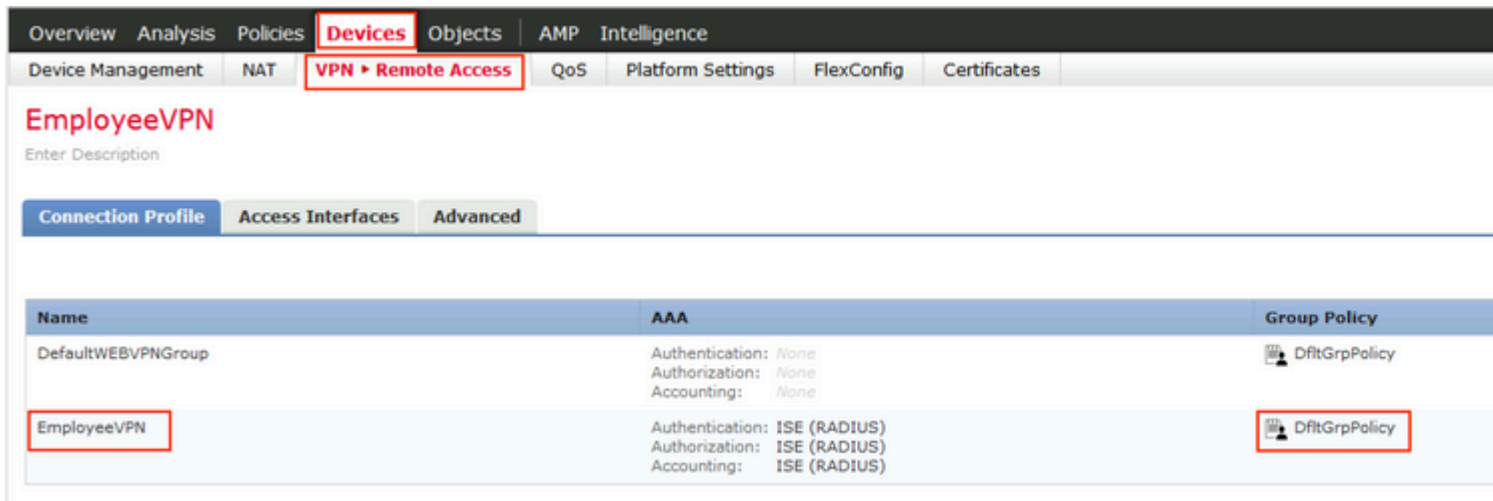 Overview Analysis Policies Devices Objects AMP Intelligence
Device Management NAT VPN ▸ Remote Access QoS Platform Settings FlexConfig Certificates
EmployeeVPN
Enter Description
Connection Profile Access Interfaces Advanced
Name AAA Group Policy
DefaultWEBVPNGroup Authentication: None DfltGrpPolicy
Authorization: None
Accounting: None
EmployeeVPN Authentication: ISE (RADIUS) DfltGrpPolicy
Authorization: ISE (RADIUS)
Accounting: ISE (RADIUS)